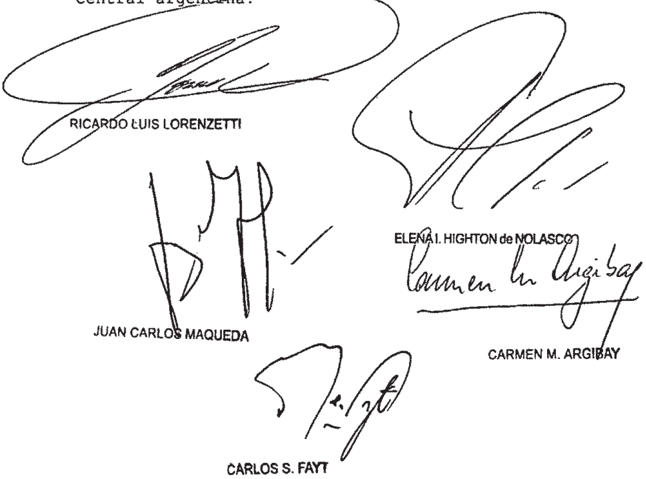 Central argentina.
RICARDO LUIS LORENZETTI
ELENA I. HIGHTON de NOLASCO
Carmen M Argibay
JUAN CARLOS MAQUEDA
CARMEN M. ARGIBAY
CARLOS S. FAYT